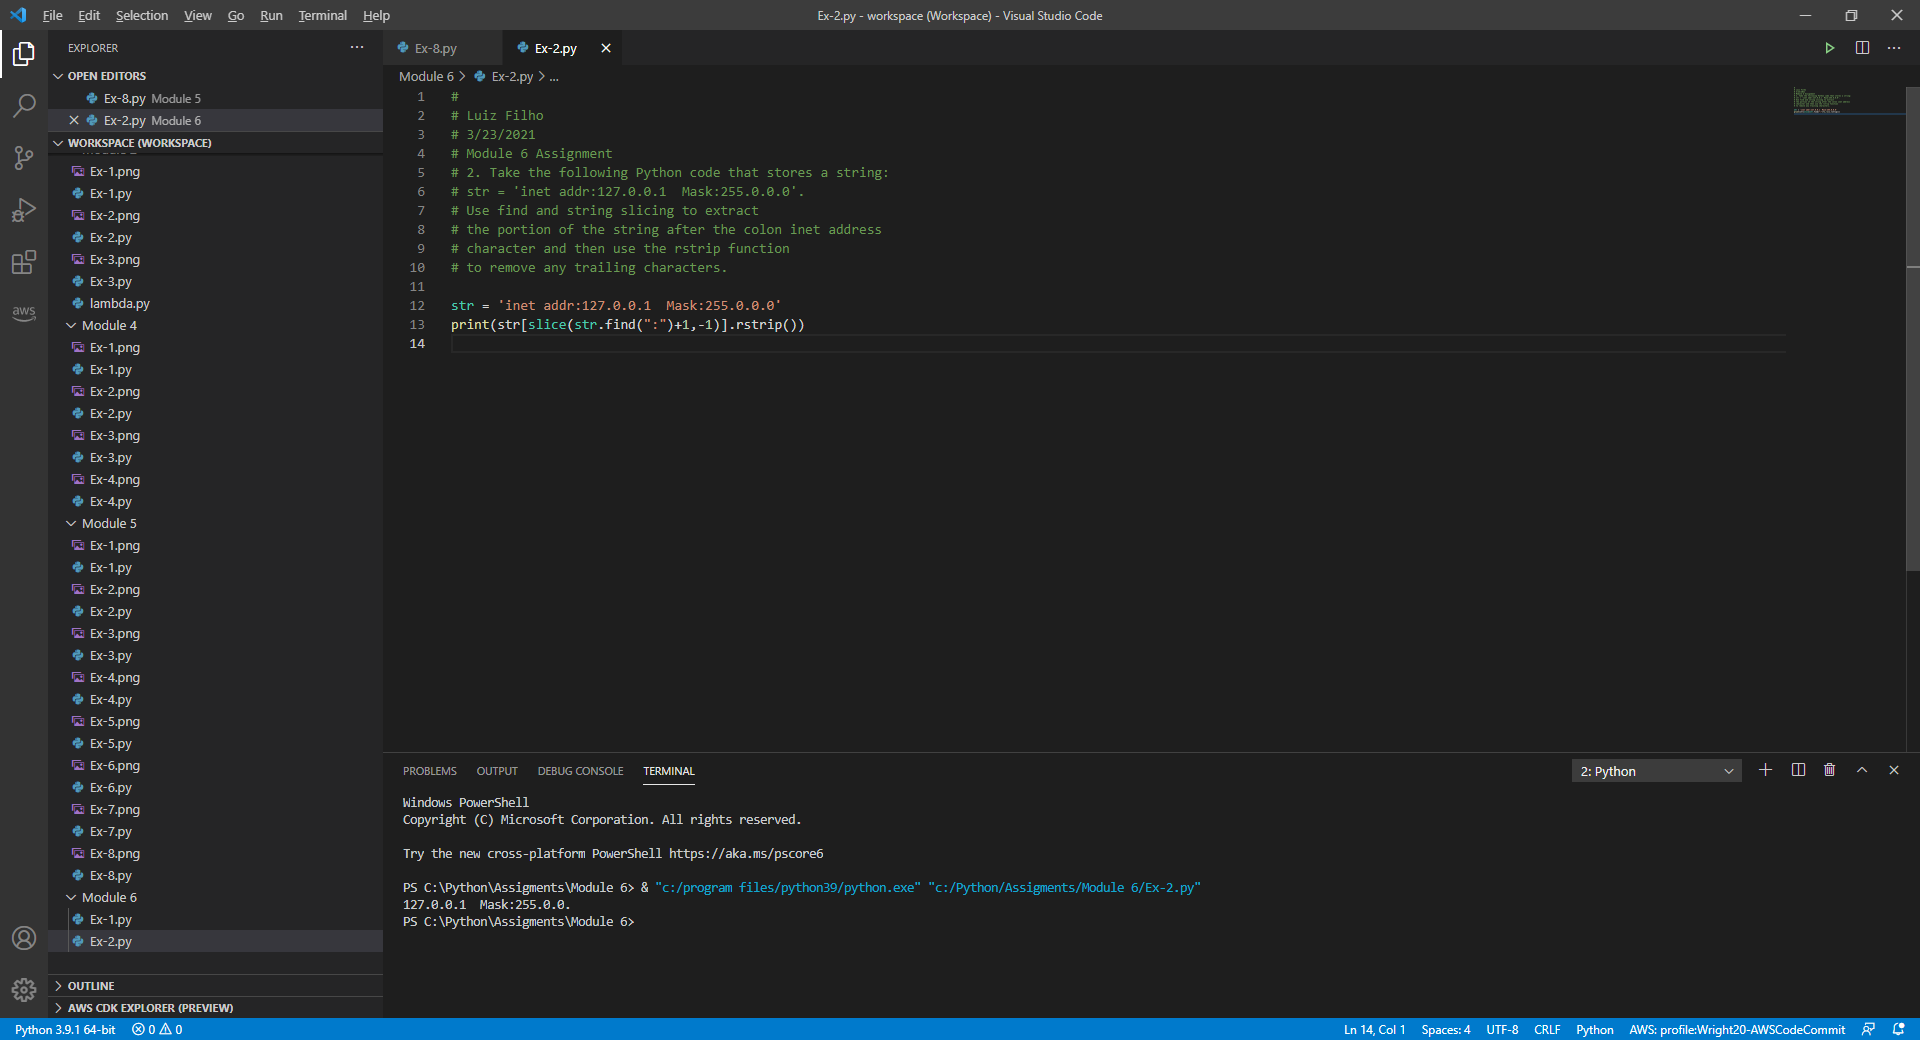 File Edit Selection View Go Run Terminal Help
Ex-2.py - workspace (Workspace) - Visual Studio Code
EXPLORER
OPEN EDITORS
Ex-8.py Module 5
Ex-2.py Module 6
WORKSPACE (WORKSPACE)
Ex-1.png
Ex-1.py
Ex-2.png
Ex-2.py
Ex-3.png
Ex-3.py
lambda.py
Module 4
Ex-1.png
Ex-1.py
Ex-2.png
Ex-2.py
Ex-3.png
Ex-3.py
Ex-4.png
Ex-4.py
Module 5
Ex-1.png
Ex-1.py
Ex-2.png
Ex-2.py
Ex-3.png
Ex-3.py
Ex-4.png
Ex-4.py
Ex-5.png
Ex-5.py
Ex-6.png
Ex-6.py
Ex-7.png
Ex-7.py
Ex-8.png
Ex-8.py
Module 6
Ex-1.py
Ex-2.py
OUTLINE
AWS CDK EXPLORER (PREVIEW)
aws
Ex-8.py
Ex-2.py
Module 6 > Ex-2.py > ...
1 #
2 # Luiz Filho
3 # 3/23/2021
4 # Module 6 Assignment
5 # 2. Take the following Python code that stores a string:
6 # str = 'inet addr:127.0.0.1  Mask:255.0.0.0'.
7 # Use find and string slicing to extract
8 # the portion of the string after the colon inet address
9 # character and then use the rstrip function
10 # to remove any trailing characters.
11
12 str = 'inet addr:127.0.0.1  Mask:255.0.0.0'
13 print(str[slice(str.find(":")+1,-1)].rstrip())
14
PROBLEMS OUTPUT DEBUG CONSOLE TERMINAL
2: Python
Windows PowerShell
Copyright (C) Microsoft Corporation. All rights reserved.
Try the new cross-platform PowerShell https://aka.ms/pscore6
PS C:\Python\Assigments\Module 6> & "c:/program files/python39/python.exe" "c:/Python/Assigments/Module 6/Ex-2.py"
127.0.0.1  Mask:255.0.0.
PS C:\Python\Assigments\Module 6>
Python 3.9.1 64-bit 0 0
Ln 14, Col 1 Spaces: 4 UTF-8 CRLF Python AWS: profile:Wright20-AWSCodeCommit